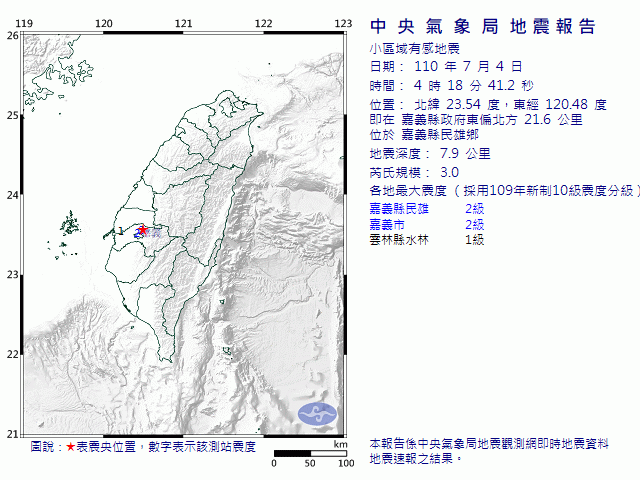 中央氣象局地震報告
小區域有感地震
日期： 110 年 7 月 4 日
時間： 4 時 18 分 41.2 秒
位置： 北緯 23.54 度，東經 120.48 度
即在 嘉義縣政府東偏北方 21.6 公里
位於 嘉義縣民雄鄉
地震深度： 7.9 公里
芮氏規模： 3.0
各地最大震度（採用109年新制10級震度分級）
嘉義縣民雄 2級
嘉義市 2級
雲林縣水林 1級
本報告係中央氣象局地震觀測網即時地震資料
地震速報之結果。
119 120 121 122 123
26
25
24
23
22
21
1
圖說：★表震央位置，數字表示該測站震度
km
0 50 100